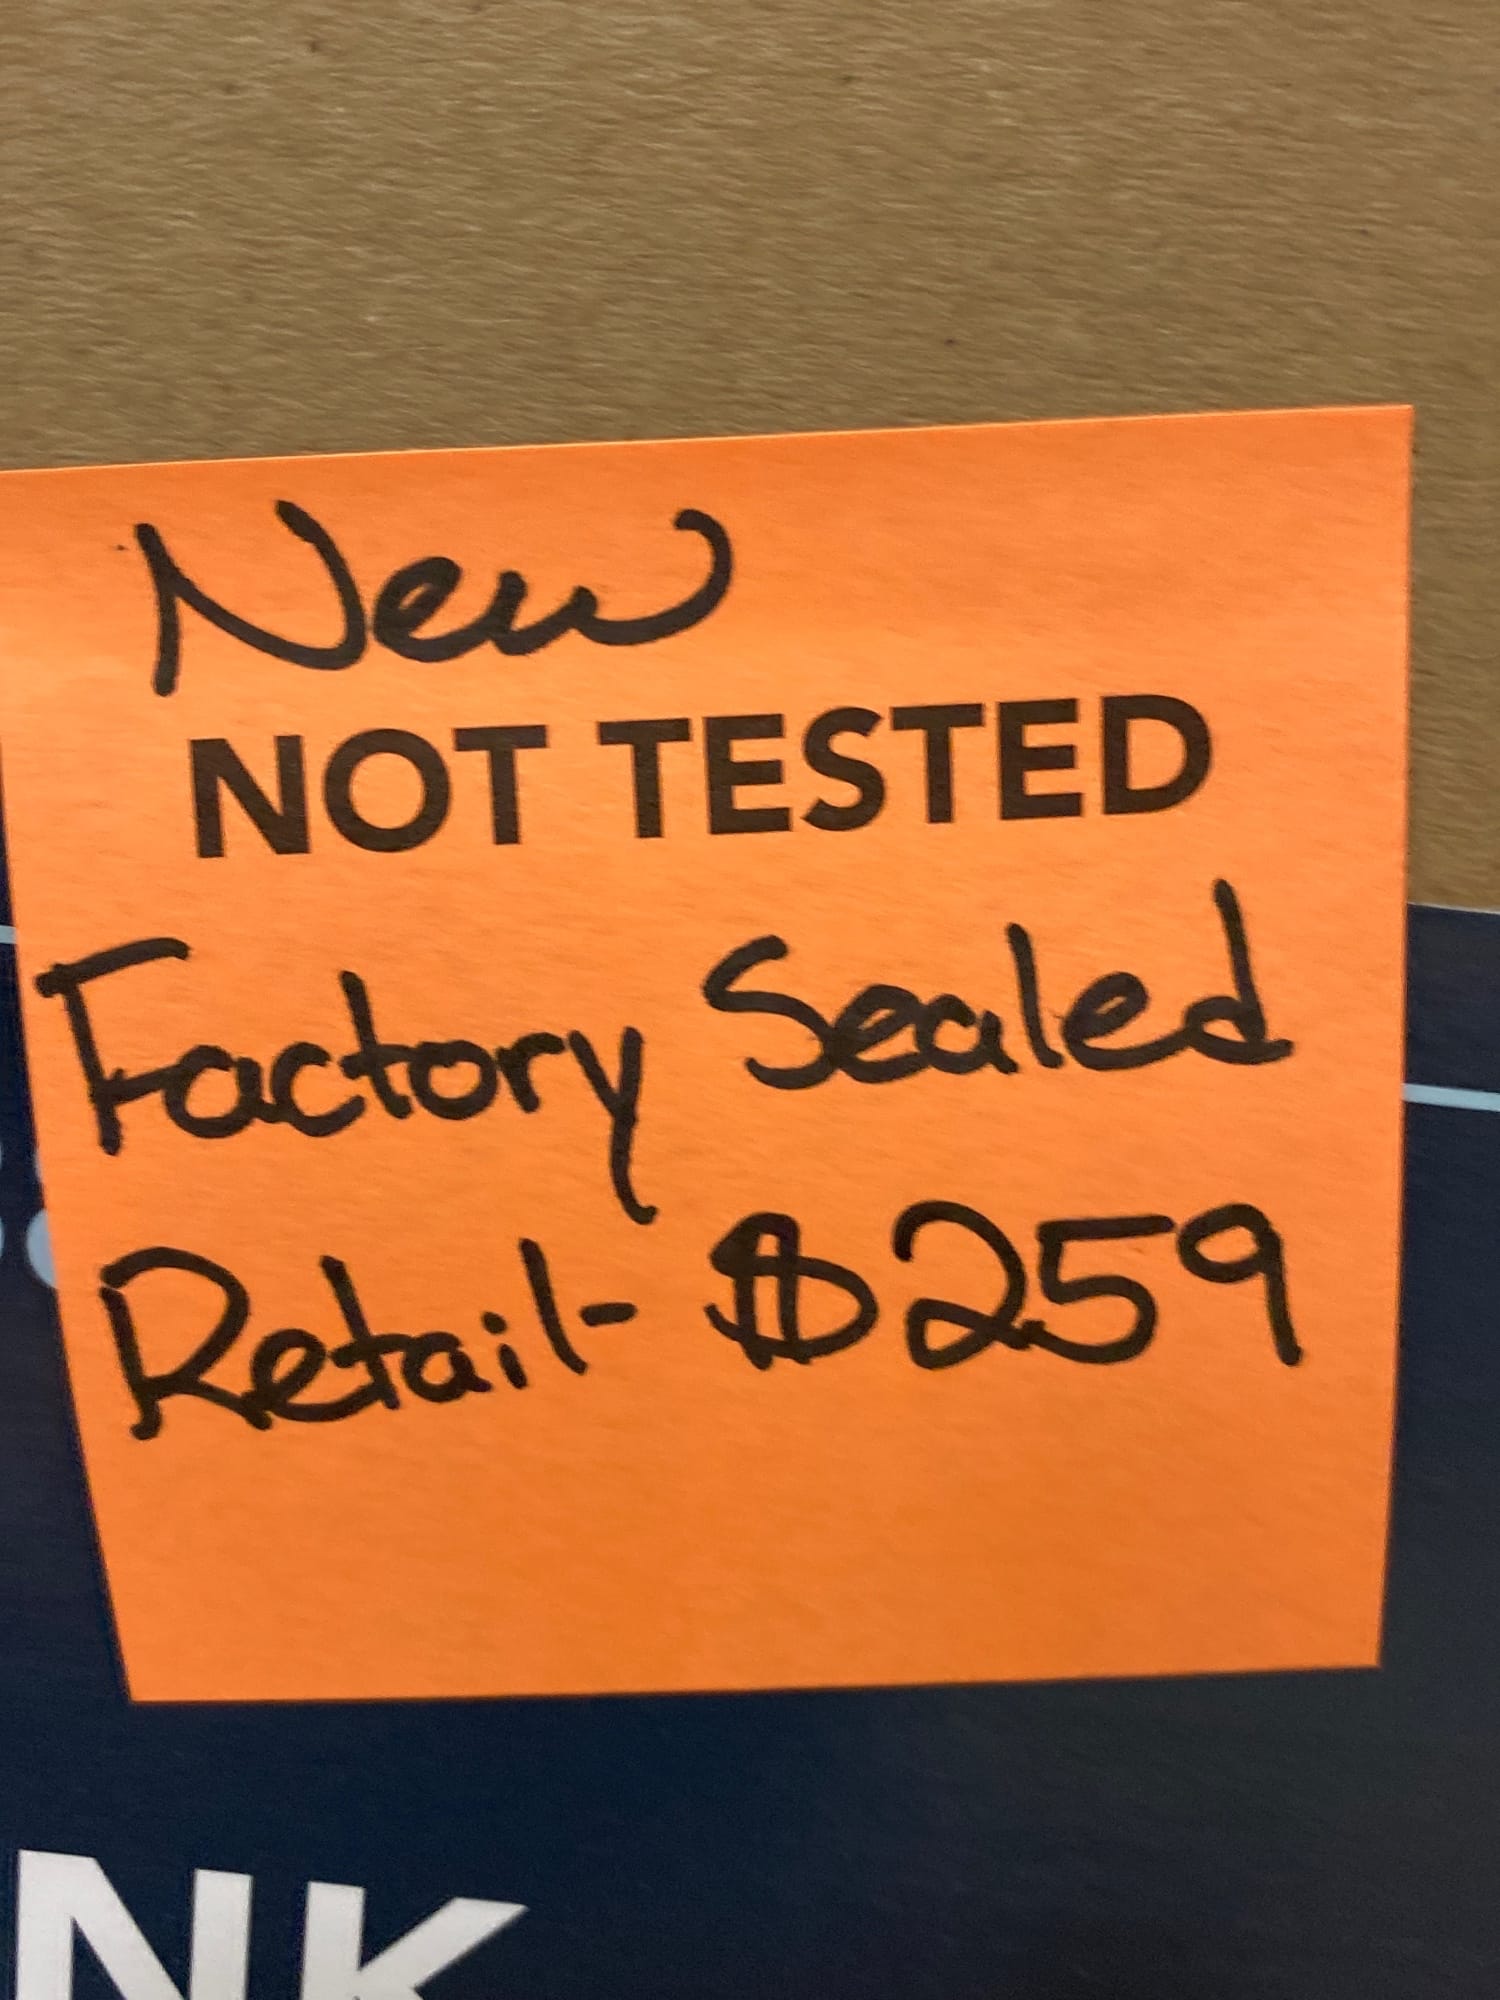 New
NOT TESTED
Factory Sealed
Retail- $259
NK